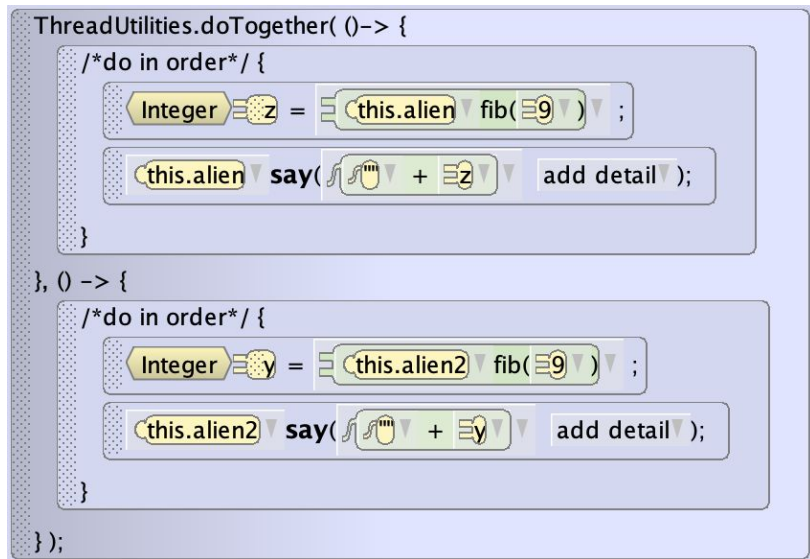 ThreadUtilities.doTogether( ()-> {
/*do in order*/ {
Integer z = this.alien fib( 9 ) ;
this.alien say( "" + z add detail );
}
}, () -> {
/*do in order*/ {
Integer y = this.alien2 fib( 9 ) ;
this.alien2 say( "" + y add detail );
}
} );